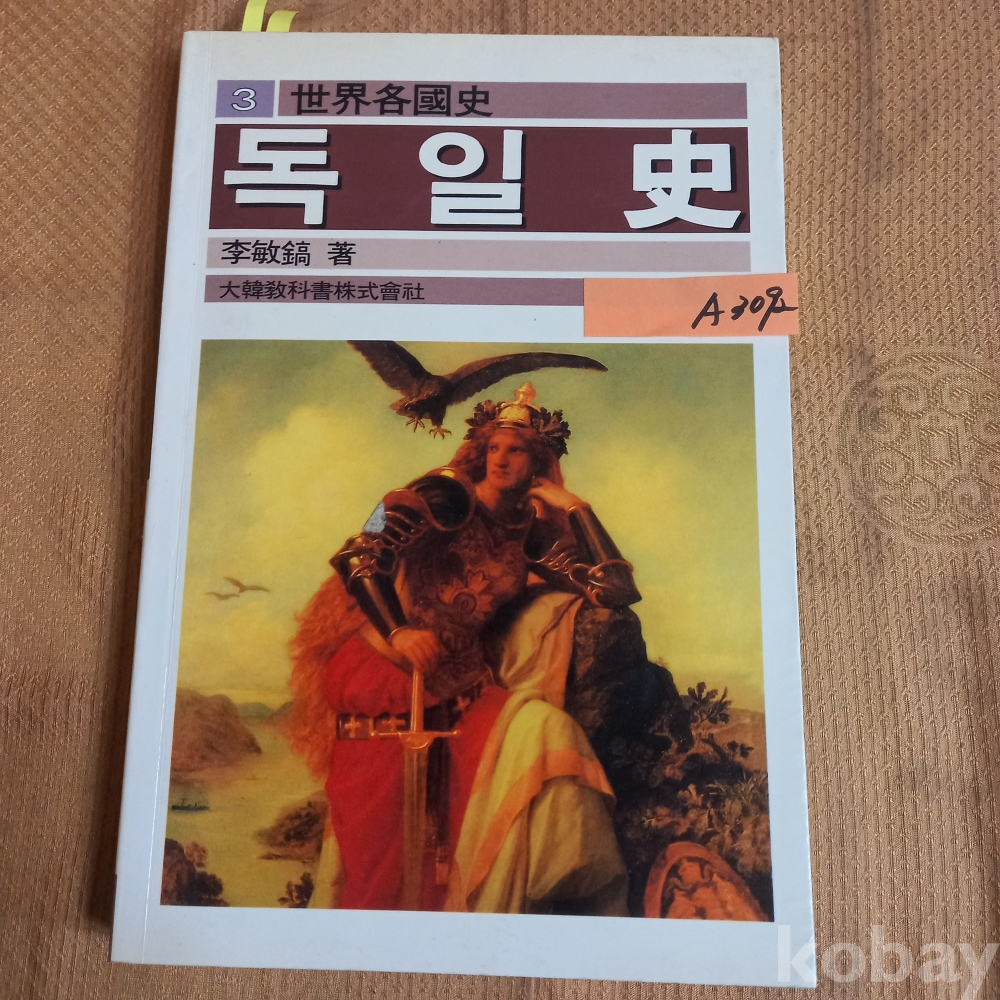 3 世界各國史
독일史
李敏鎬 著
大韓敎科書株式會社
A 3092
kobay